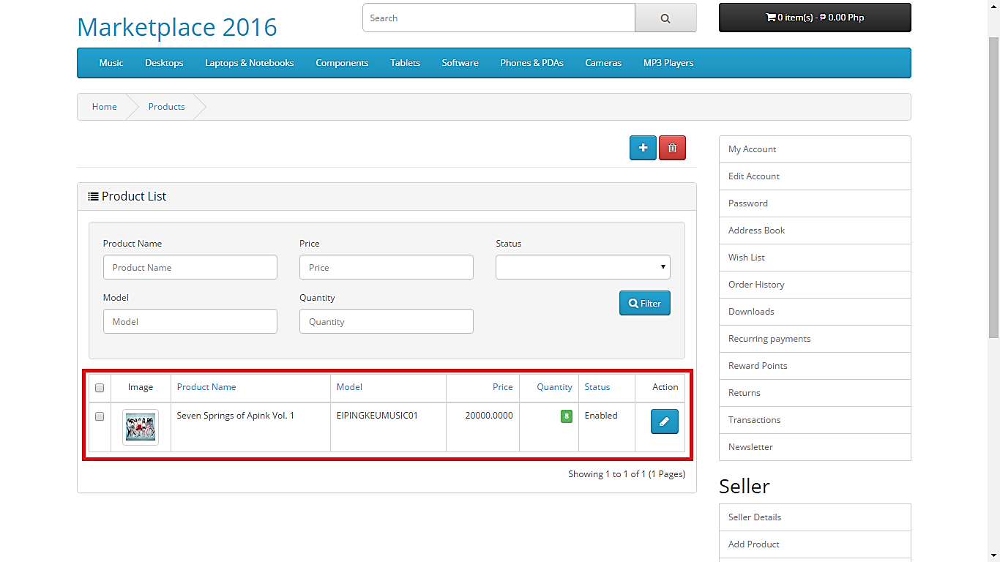 Marketplace 2016
Search
0 item(s) - ₱ 0.00 Php
Music Desktops Laptops & Notebooks Components Tablets Software Phones & PDAs Cameras MP3 Players
Home Products
Product List
Product Name Price Status
Product Name Price
Model Quantity
Model Quantity
Filter
Image Product Name Model Price Quantity Status Action
Seven Springs of Apink Vol. 1 EIPINGKEUMUSIC01 20000.0000 8 Enabled
Showing 1 to 1 of 1 (1 Pages)
My Account
Edit Account
Password
Address Book
Wish List
Order History
Downloads
Recurring payments
Reward Points
Returns
Transactions
Newsletter
Seller
Seller Details
Add Product